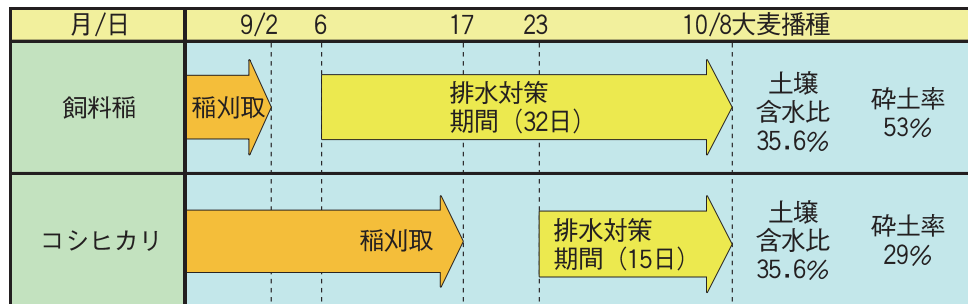 月/日
9/2
6
17
23
10/8大麦播種
飼料稲
稲刈取
排水対策
期間（32日）
土壌
含水比
35.6%
砕土率
53%
コシヒカリ
稲刈取
排水対策
期間（15日）
土壌
含水比
35.6%
砕土率
29%